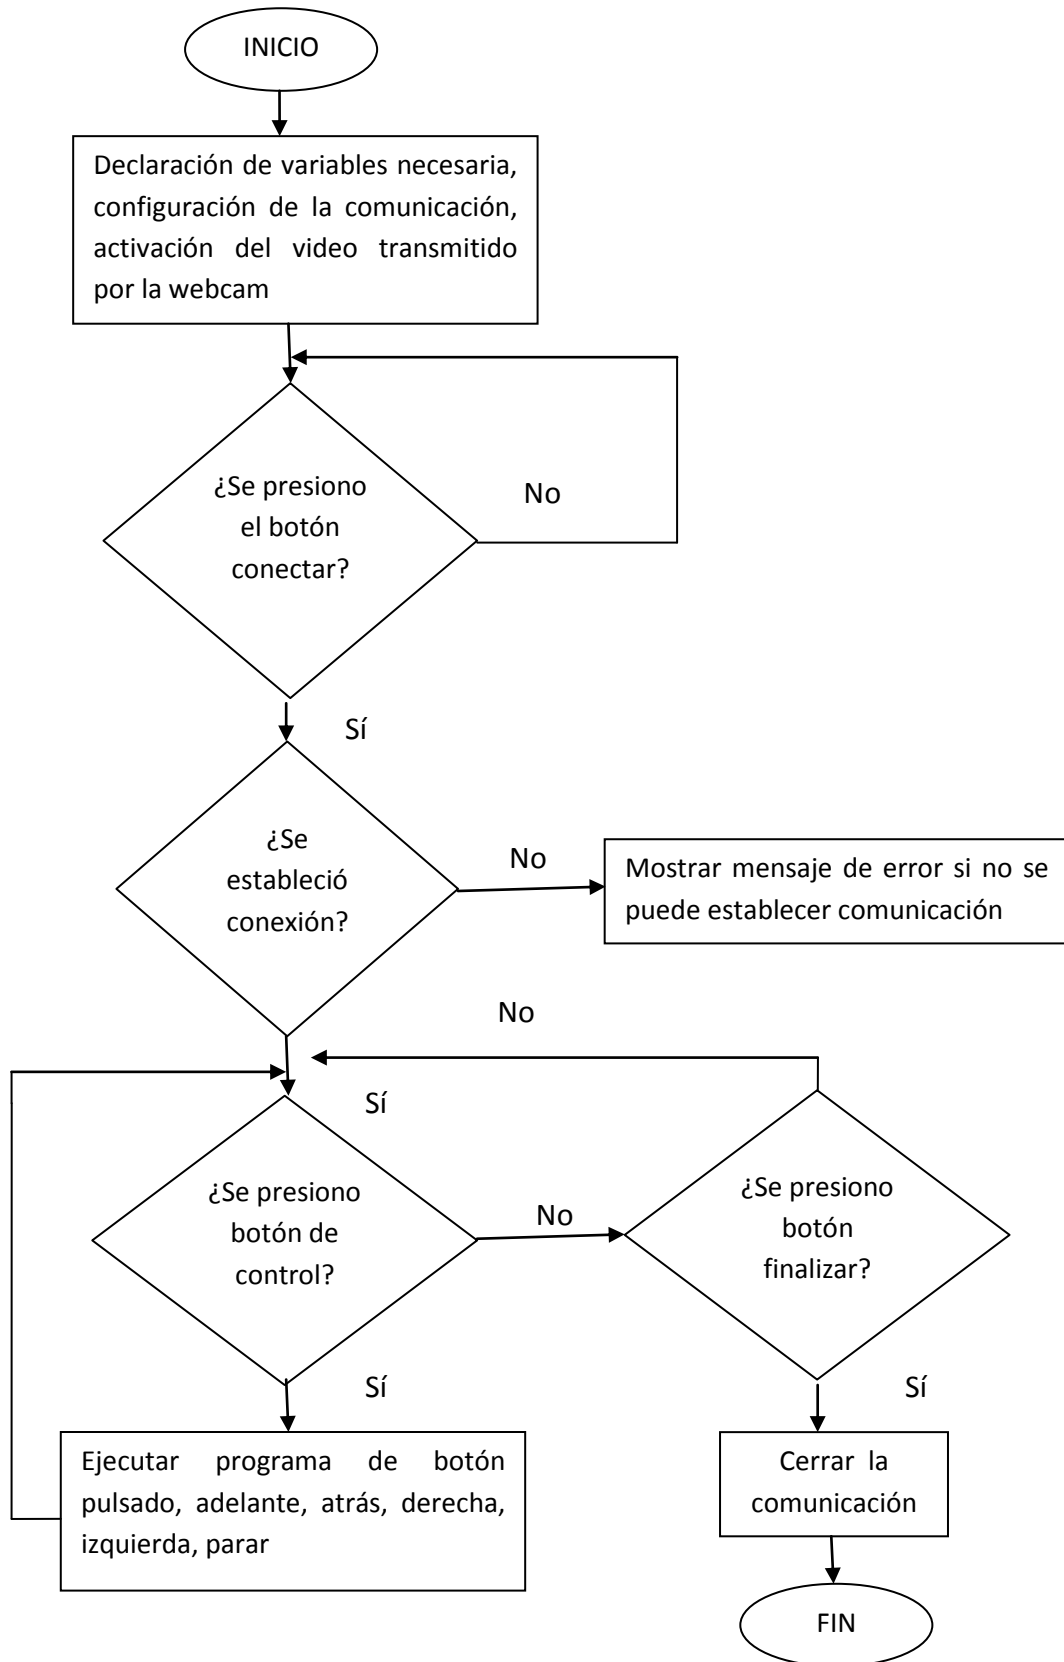 INICIO
Declaración de variables necesaria,
configuración de la comunicación,
activación del video transmitido
por la webcam
¿Se presiono
el botón
conectar?
No
Sí
¿Se
estableció
conexión?
No
Mostrar mensaje de error si no se
puede establecer comunicación
No
Sí
¿Se presiono
botón de
control?
No
¿Se presiono
botón
finalizar?
Sí
Sí
Ejecutar programa de botón
pulsado, adelante, atrás, derecha,
izquierda, parar
Cerrar la
comunicación
FIN